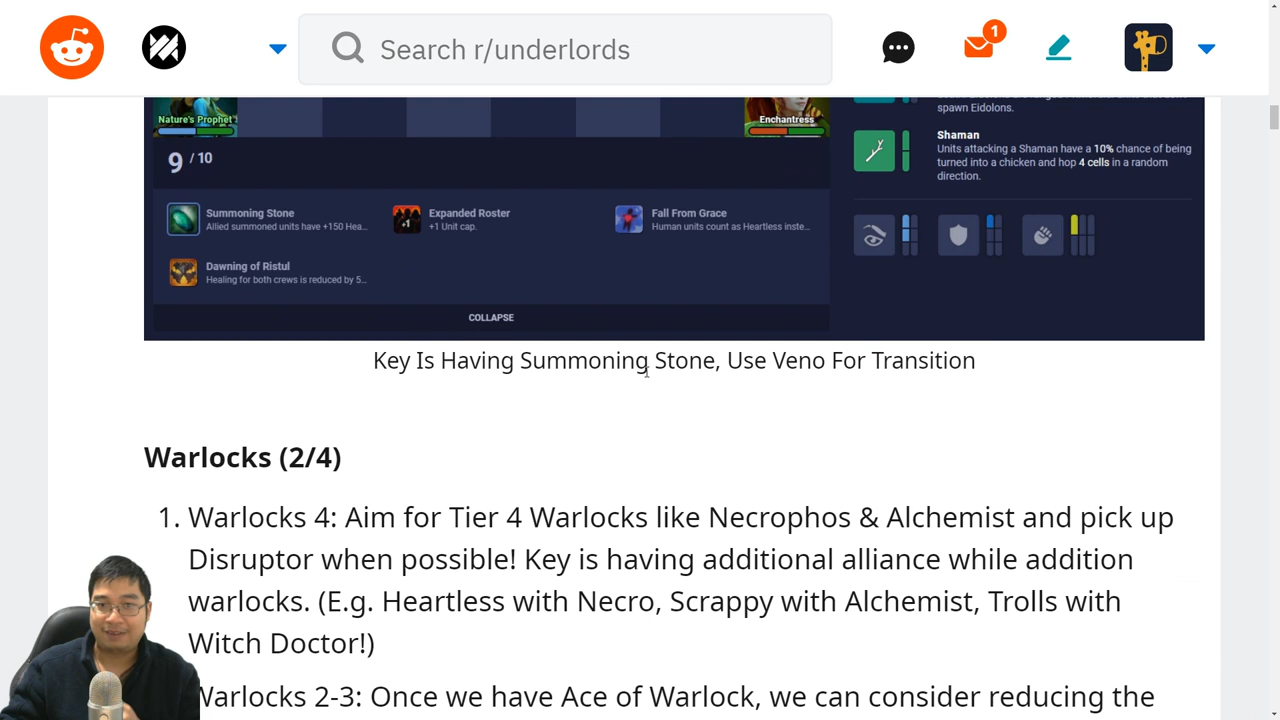 Search r/underlords
1
Nature's Prophet
Enchantress
spawn Eidolons.
9 / 10
Shaman
Units attacking a Shaman have a 10% chance of being
turned into a chicken and hop 4 cells in a random
direction.
Summoning Stone
Allied summoned units have +150 Hea...
Expanded Roster
+1 Unit cap.
Fall From Grace
Human units count as Heartless inste...
+1
Dawning of Ristul
Healing for both crews is reduced by 5...
COLLAPSE
Key Is Having Summoning Stone, Use Veno For Transition
Warlocks (2/4)
1. Warlocks 4: Aim for Tier 4 Warlocks like Necrophos & Alchemist and pick up
Disruptor when possible! Key is having additional alliance while addition
warlocks. (E.g. Heartless with Necro, Scrappy with Alchemist, Trolls with
Witch Doctor!)
Warlocks 2-3: Once we have Ace of Warlock, we can consider reducing the